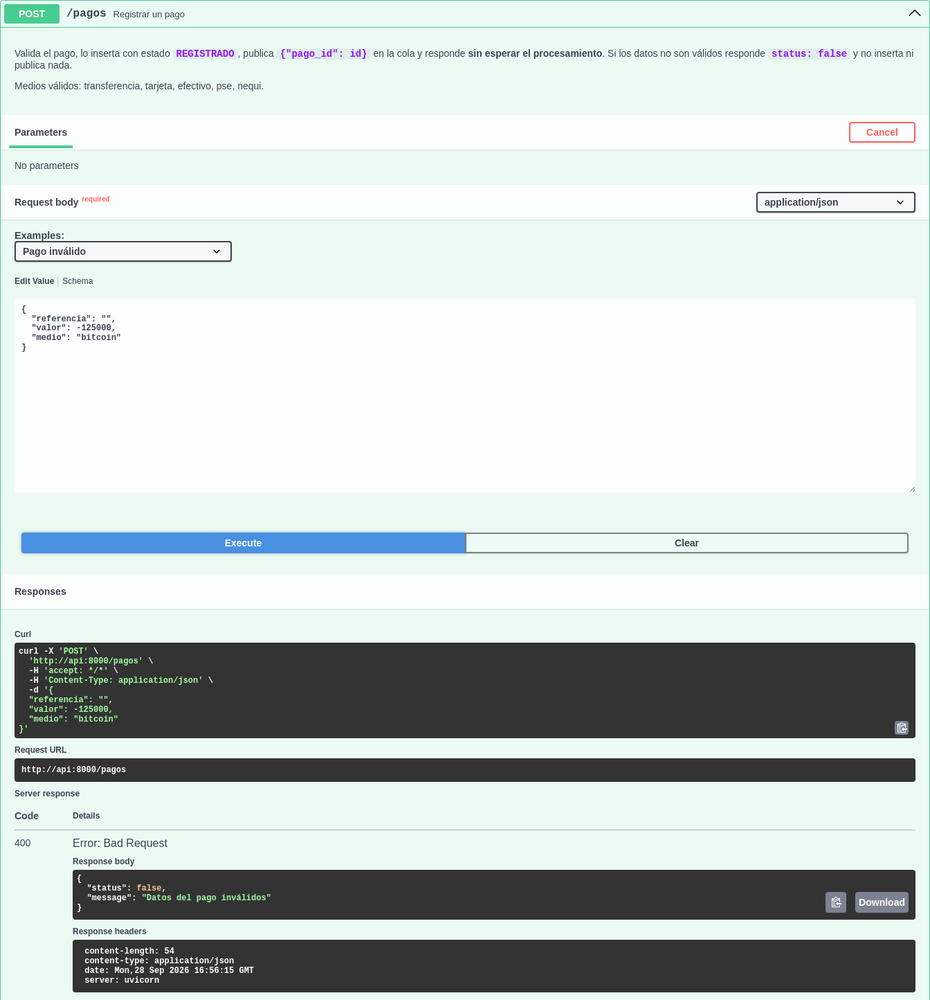 POST /pagos Registrar un pago
Valida el pago, lo inserta con estado REGISTRADO, publica {"pago_id": id} en la cola y responde sin esperar el procesamiento. Si los datos no son válidos responde status: false y no inserta ni
publica nada.
Medios válidos: transferencia, tarjeta, efectivo, pse, nequi.
Parameters
Cancel
No parameters
Request body required
application/json
Examples:
Pago inválido
Edit Value Schema
{
  "referencia": "",
  "valor": -125000,
  "medio": "bitcoin"
}
Execute
Clear
Responses
Curl
curl -X 'POST' \
  'http://api:8000/pagos' \
  -H 'accept: */*' \
  -H 'Content-Type: application/json' \
  -d '{
  "referencia": "",
  "valor": -125000,
  "medio": "bitcoin"
}'
Request URL
http://api:8000/pagos
Server response
Code Details
400 Error: Bad Request
Response body
{
  "status": false,
  "message": "Datos del pago inválidos"
}
Download
Response headers
content-length: 54
content-type: application/json
date: Mon,28 Sep 2026 16:56:15 GMT
server: uvicorn